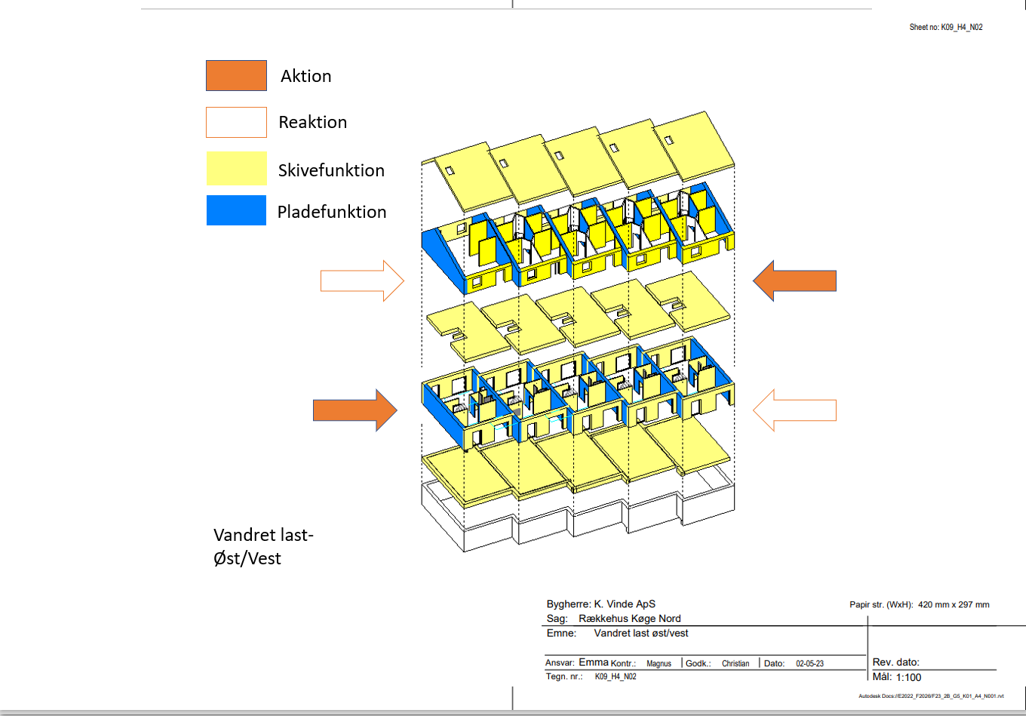 Sheet no: K09_H4_N02
Aktion
Reaktion
Skivefunktion
Pladefunktion
Vandret last-
Øst/Vest
Bygherre: K. Vinde ApS
Papir str. (WxH): 420 mm x 297 mm
Sag: Rækkehus Køge Nord
Emne: Vandret last øst/vest
Ansvar: Emma Kontr.: Magnus Godk.: Christian Dato: 02-05-23
Rev. dato:
Tegn. nr.: K09_H4_N02
Mål: 1:100
Autodesk Docs://E2022_F2026/F23_2B_G5_K01_A4_N001.rvt